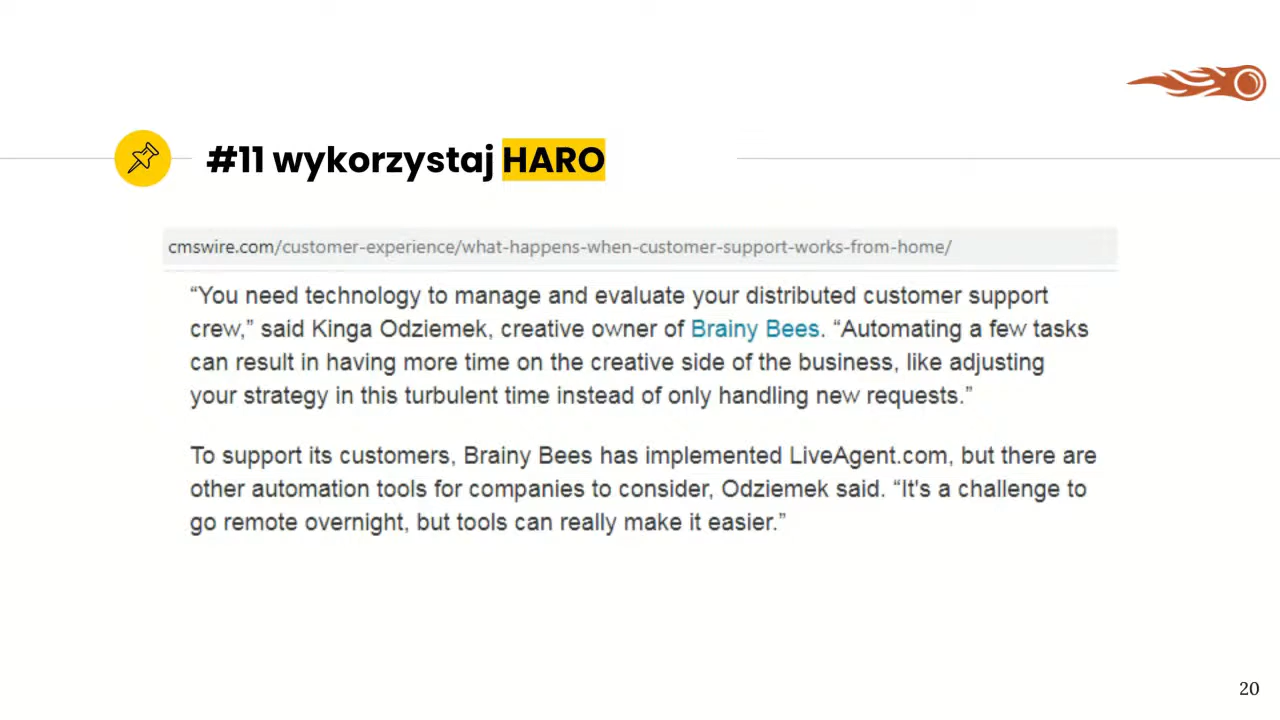 #11 wykorzystaj HARO
cmswire.com/customer-experience/what-happens-when-customer-support-works-from-home/
“You need technology to manage and evaluate your distributed customer support
crew,” said Kinga Odziemek, creative owner of Brainy Bees. “Automating a few tasks
can result in having more time on the creative side of the business, like adjusting
your strategy in this turbulent time instead of only handling new requests.”
To support its customers, Brainy Bees has implemented LiveAgent.com, but there are
other automation tools for companies to consider, Odziemek said. “It's a challenge to
go remote overnight, but tools can really make it easier.”
20